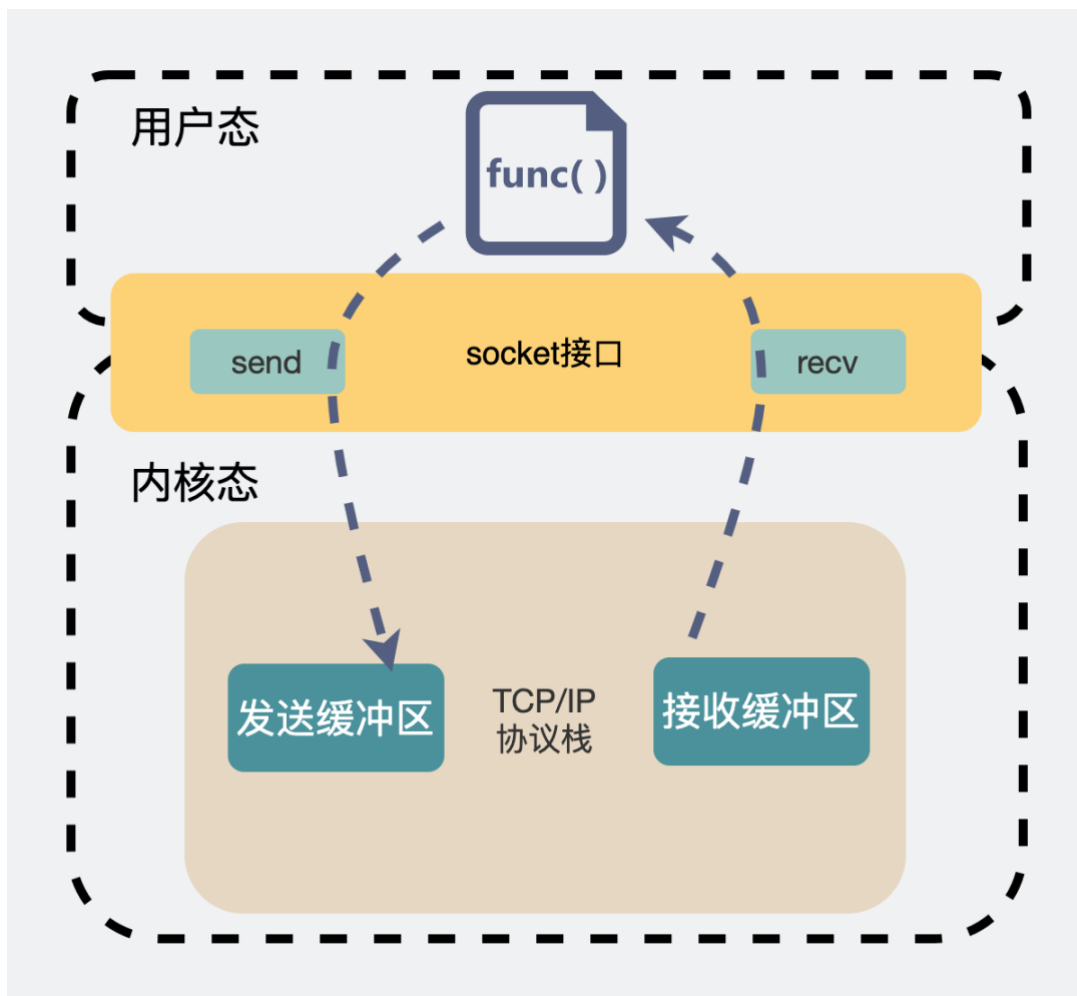 用户态
func( )
send
socket接口
recv
内核态
发送缓冲区
TCP/IP
协议栈
接收缓冲区